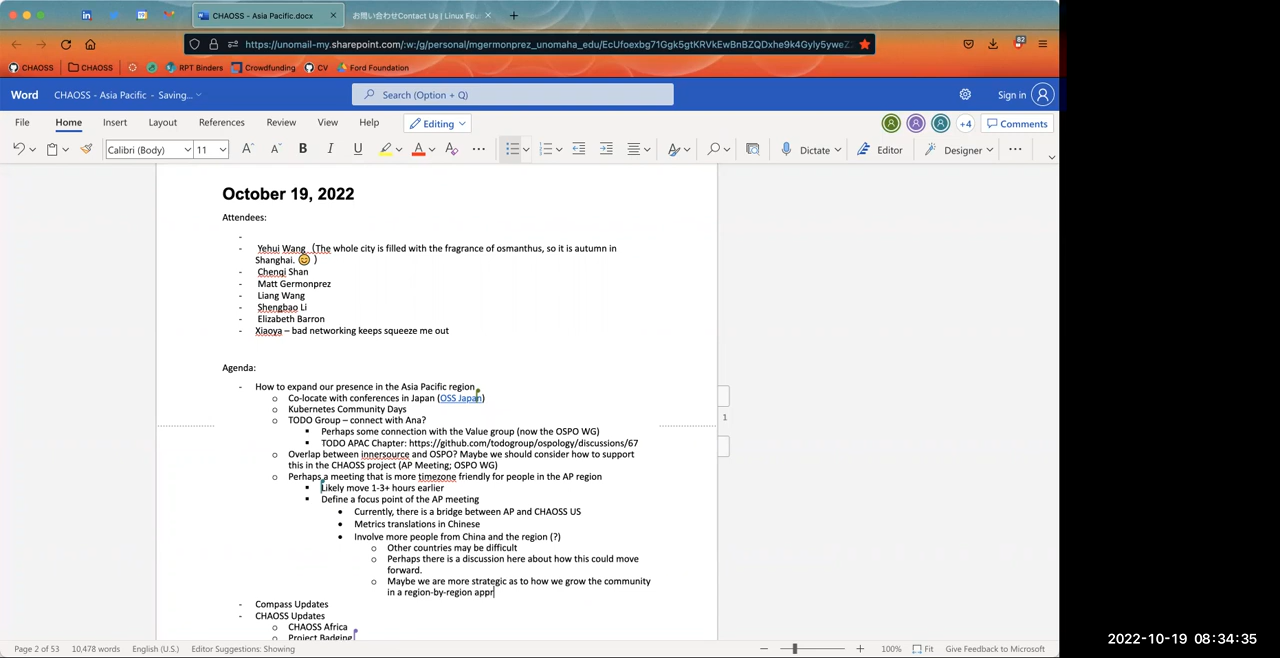 CHAOSS - Asia Pacific.docx
お問い合わせContact Us | Linux Fou
https://unomail-my.sharepoint.com/:w:/g/personal/mgermonprez_unomaha_edu/EcUfoexbg71Ggk5gtKRVkEwBnBZQDxhe9k4Gyly5yweZ
82
CHAOSS
CHAOSS
RPT Binders
Crowdfunding
CV
Ford Foundation
Word
CHAOSS - Asia Pacific - Saving...
Search (Option + Q)
Sign in
File
Home
Insert
Layout
References
Review
View
Help
Editing
+4
Comments
Calibri (Body)
11
B
I
U
Dictate
Editor
Designer
October 19, 2022
Attendees:
-
- Yehui Wang (The whole city is filled with the fragrance of osmanthus, so it is autumn in
Shanghai. 😊 )
- Chenqi Shan
- Matt Germonprez
- Liang Wang
- Shengbao Li
- Elizabeth Barron
- Xiaoya – bad networking keeps squeeze me out
Agenda:
- How to expand our presence in the Asia Pacific region
o Co-locate with conferences in Japan (OSS Japan)
o Kubernetes Community Days
o TODO Group – connect with Ana?
▪ Perhaps some connection with the Value group (now the OSPO WG)
▪ TODO APAC Chapter: https://github.com/todogroup/ospology/discussions/67
o Overlap between innersource and OSPO? Maybe we should consider how to support
this in the CHAOSS project (AP Meeting; OSPO WG)
o Perhaps a meeting that is more timezone friendly for people in the AP region
▪ Likely move 1-3+ hours earlier
▪ Define a focus point of the AP meeting
• Currently, there is a bridge between AP and CHAOSS US
• Metrics translations in Chinese
• Involve more people from China and the region (?)
o Other countries may be difficult
o Perhaps there is a discussion here about how this could move
forward.
o Maybe we are more strategic as to how we grow the community
in a region-by-region appr
- Compass Updates
- CHAOSS Updates
o CHAOSS Africa
o Project Badging
1
Page 2 of 53
10,478 words
English (U.S.)
Editor Suggestions: Showing
100%
Fit
Give Feedback to Microsoft
2022-10-19 08:34:35